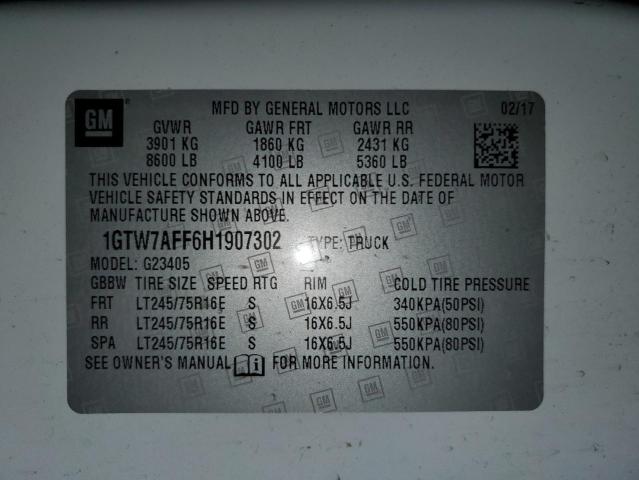 GM
MFD BY GENERAL MOTORS LLC 02/17
GVWR GAWR FRT GAWR RR
3901 KG 1860 KG 2431 KG
8600 LB 4100 LB 5360 LB
THIS VEHICLE CONFORMS TO ALL APPLICABLE U.S. FEDERAL MOTOR
VEHICLE SAFETY STANDARDS IN EFFECT ON THE DATE OF
MANUFACTURE SHOWN ABOVE.
1GTW7AFF6H1907302 TYPE: TRUCK
MODEL: G23405
GBBW TIRE SIZE SPEED RTG RIM COLD TIRE PRESSURE
FRT LT245/75R16E S 16X6.5J 340KPA(50PSI)
RR LT245/75R16E S 16X6.5J 550KPA(80PSI)
SPA LT245/75R16E S 16X6.5J 550KPA(80PSI)
SEE OWNER'S MANUAL FOR MORE INFORMATION.